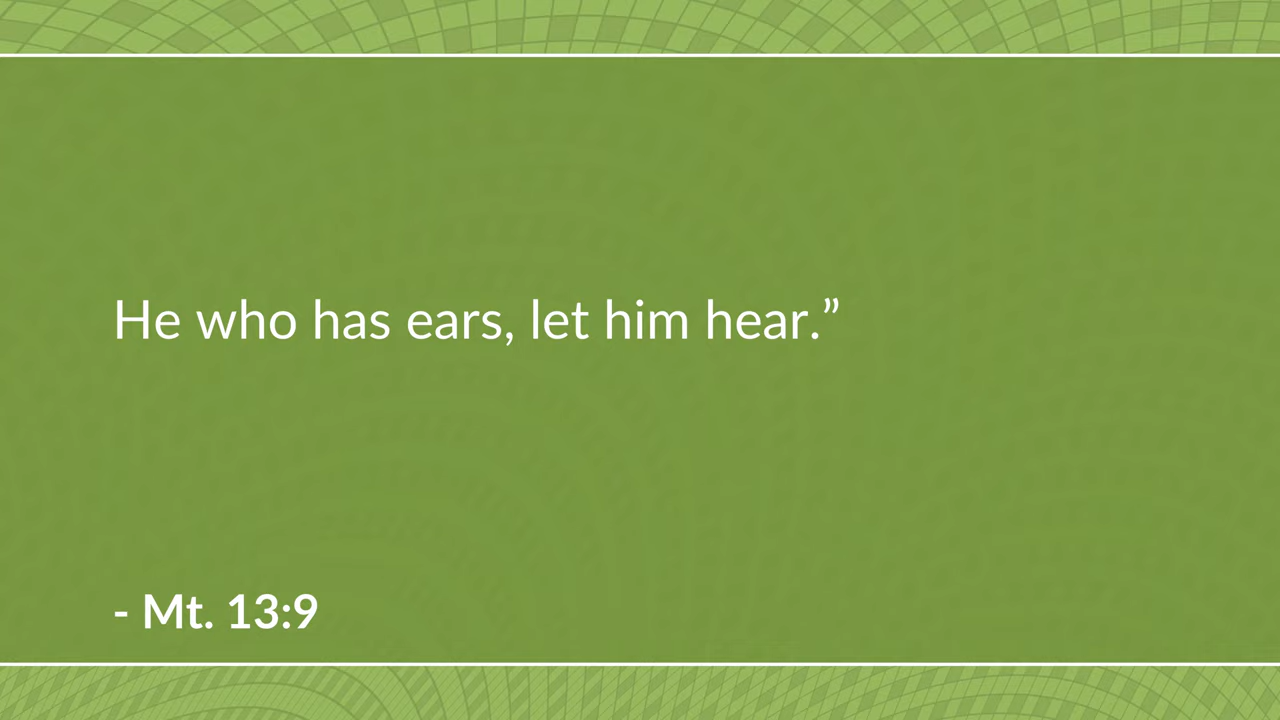 He who has ears, let him hear.”
- Mt. 13:9